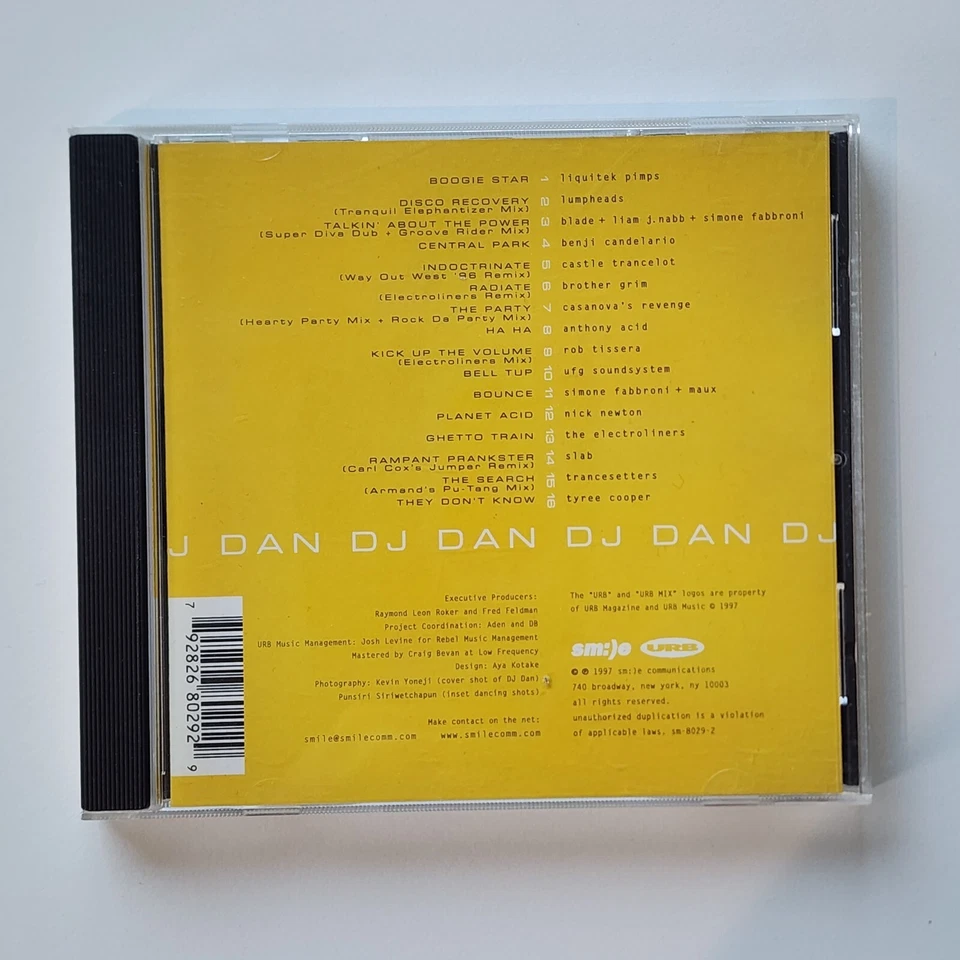 BOOGIE STAR 1 liquitek pimps
DISCO RECOVERY 2 lumpheads
(Tranquil Elephantizer Mix)
TALKIN' ABOUT THE POWER 3 blade + liam j.nabb + simone fabbroni
(Super Diva Dub + Groove Rider Mix)
CENTRAL PARK 4 benji candelario
INDOCTRINATE 5 castle trancelot
(Way Out West '96 Remix)
RADIATE 6 brother grim
(Electroliners Remix)
THE PARTY 7 casanova's revenge
(Hearty Party Mix + Rock Da Party Mix)
HA HA 8 anthony acid
KICK UP THE VOLUME 9 rob tissera
(Electroliners Mix)
BELL TUP 10 ufg soundsystem
BOUNCE 11 simone fabbroni + maux
PLANET ACID 12 nick newton
GHETTO TRAIN 13 the electroliners
RAMPANT PRANKSTER 14 slab
(Carl Cox's Jumper Remix)
THE SEARCH 15 trancesetters
(Armand's Pu-Tang Mix)
THEY DON'T KNOW 16 tyree cooper
J DAN DJ DAN DJ DAN DJ
Executive Producers:
Raymond Leon Roker and Fred Feldman
Project Coordination: Aden and DB
URB Music Management: Josh Levine for Rebel Music Management
Mastered by Craig Bevan at Low Frequency
Design: Aya Kotake
Photography: Kevin Yoneji (cover shot of DJ Dan)
Punsiri Siriwetchapun (inset dancing shots)
Make contact on the net:
smile@smilecomm.com www.smilecomm.com
The "URB" and "URB MIX" logos are property
of URB Magazine and URB Music © 1997
sm:)e URB
© ℗ 1997 sm:)e communications
740 broadway, new york, ny 10003
all rights reserved.
unauthorized duplication is a violation
of applicable laws. sm-8029-2
7 92826 80292 9